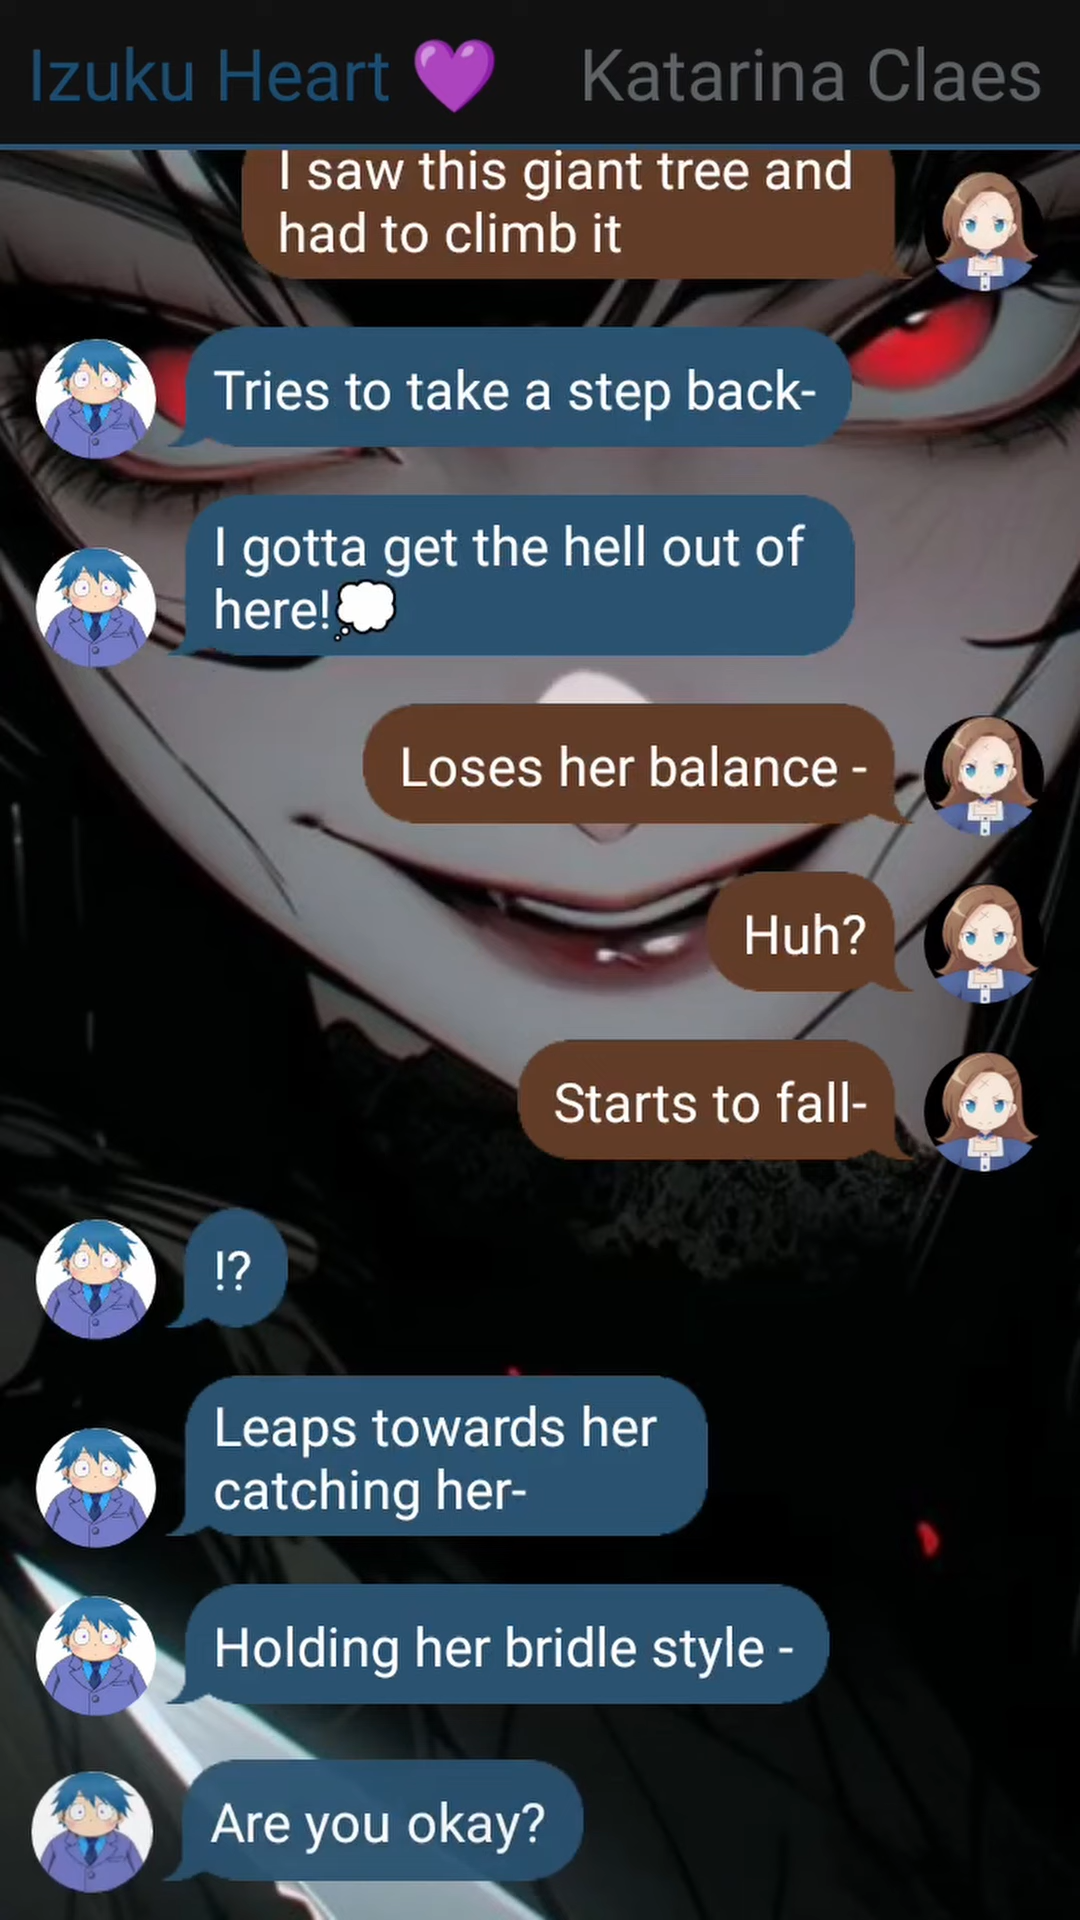 Izuku Heart 💜 Katarina Claes
I saw this giant tree and
had to climb it
Tries to take a step back-
I gotta get the hell out of
here!💭
Loses her balance -
Huh?
Starts to fall-
!?
Leaps towards her
catching her-
Holding her bridle style -
Are you okay?